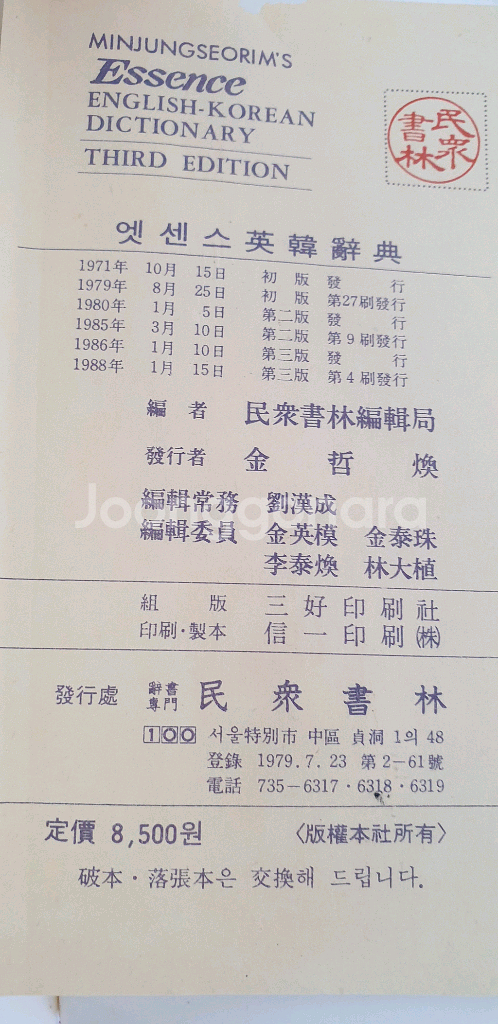 MINJUNGSEORIM'S
Essence
ENGLISH-KOREAN
DICTIONARY
THIRD EDITION
民衆
書林
엣센스英韓辭典
1971年 10月 15日 初版 發行
1979年 8月 25日 初版 第27刷發行
1980年 1月 5日 第二版 發行
1985年 3月 10日 第二版 第9刷發行
1986年 1月 10日 第三版 發行
1988年 1月 15日 第三版 第4刷發行
編者 民衆書林編輯局
發行者 金哲煥
編輯常務 劉漢成
編輯委員 金英模 金泰珠
李泰煥 林大植
組版 三好印刷社
印刷·製本 信一印刷㈱
發行處 辭書專門 民衆書林
100 서울特別市 中區 貞洞 1의 48
登錄 1979.7.23 第2-61號
電話 735-6317·6318·6319
定價 8,500원 〈版權本社所有〉
破本·落張本은 交換해 드립니다.
Joonggonara